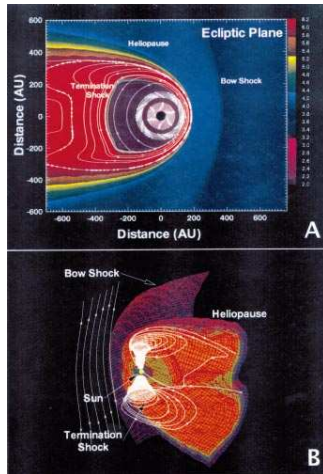 Ecliptic Plane
Heliopause
Bow Shock
Termination
Shock
Distance (AU)
600
400
200
0
-200
-400
-600
-600 -400 -200 0 200 400 600
Distance (AU)
A
Bow Shock
Heliopause
Sun
Termination
Shock
B